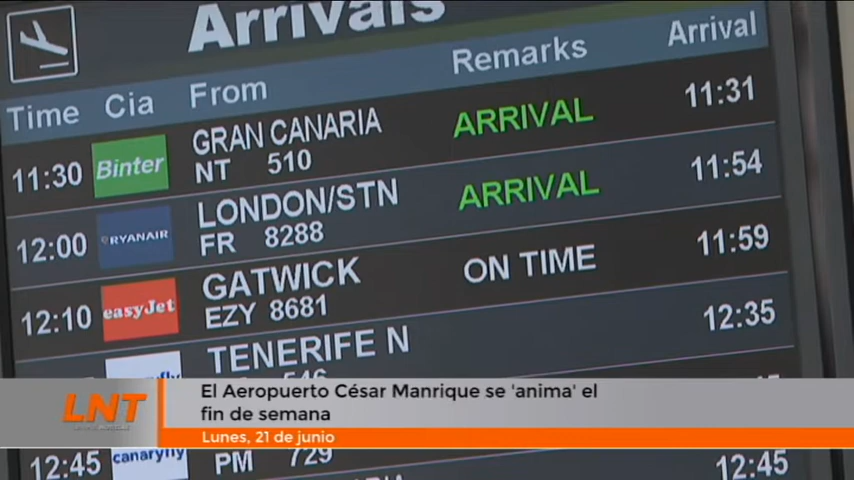 Arrivals
Time Cia From Remarks Arrival
11:30 Binter GRAN CANARIA ARRIVAL 11:31
NT 510
12:00 RYANAIR LONDON/STN ARRIVAL 11:54
FR 8288
12:10 easyJet GATWICK ON TIME 11:59
EZY 8681
TENERIFE N 12:35
546
LNT El Aeropuerto César Manrique se 'anima' el
fin de semana
Lunes, 21 de junio
12:45 canaryfly PM 729 12:45